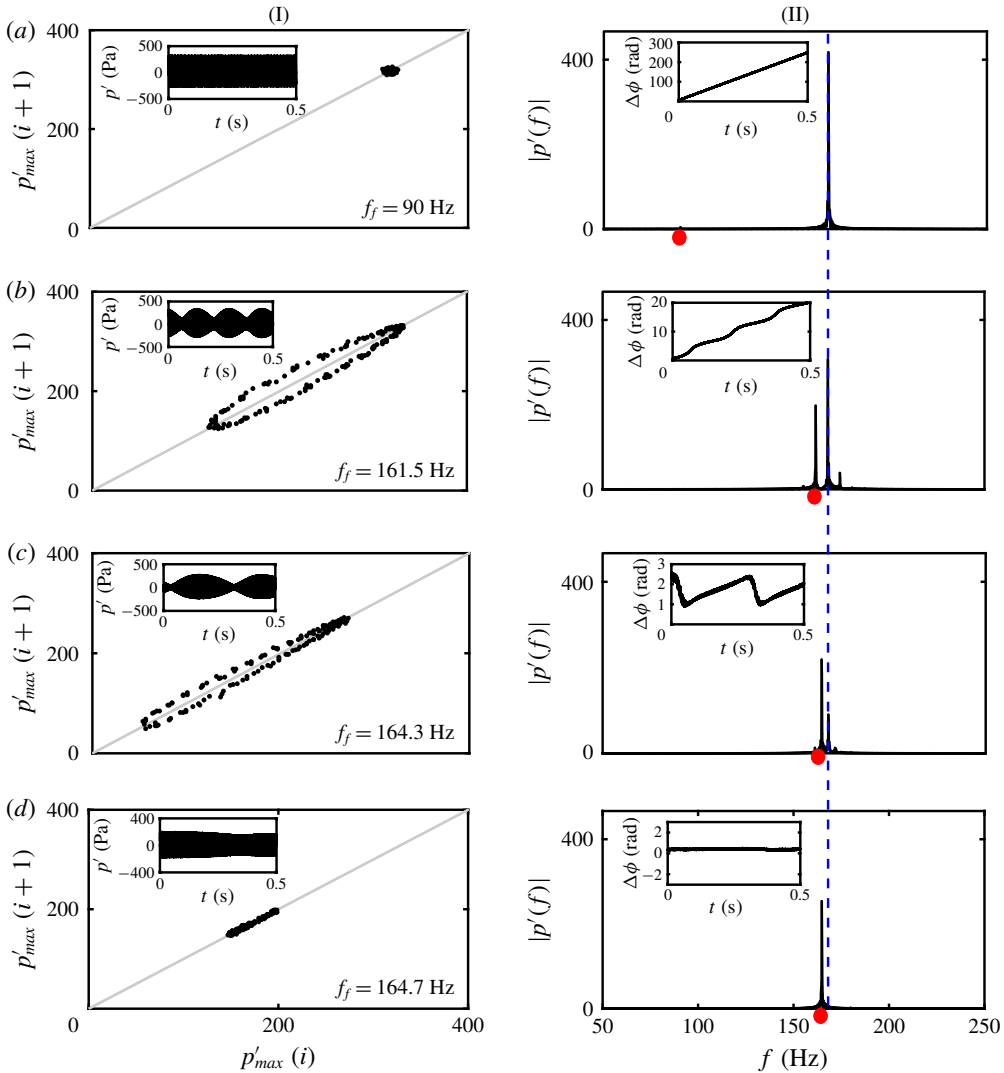 (I)
(II)
(a)
400
200
0
p′max (i + 1)
500
0
−500
p′ (Pa)
0
0.5
t (s)
f_f = 90 Hz
400
0
|p′(f)|
300
200
100
Δϕ (rad)
0
0.5
t (s)
(b)
400
200
0
p′max (i + 1)
500
0
−500
p′ (Pa)
0
0.5
t (s)
f_f = 161.5 Hz
400
0
|p′(f)|
20
10
Δϕ (rad)
0
0.5
t (s)
(c)
400
200
0
p′max (i + 1)
500
0
−500
p′ (Pa)
0
0.5
t (s)
f_f = 164.3 Hz
400
0
|p′(f)|
3
2
1
Δϕ (rad)
0
0.5
t (s)
(d)
400
200
0
p′max (i + 1)
400
0
−400
p′ (Pa)
0
0.5
t (s)
f_f = 164.7 Hz
0
200
400
p′max (i)
400
0
|p′(f)|
2
0
−2
Δϕ (rad)
0
0.5
t (s)
50
100
150
200
250
f (Hz)